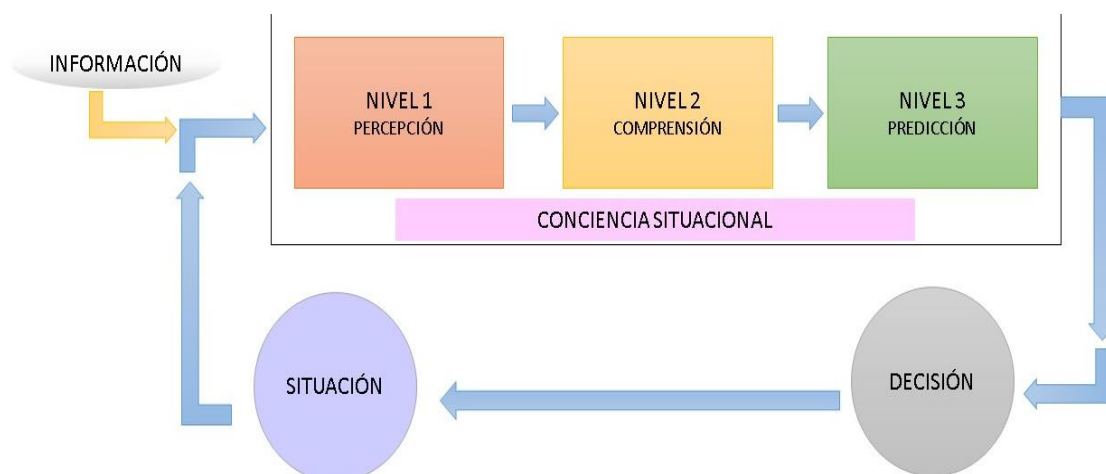 INFORMACIÓN
NIVEL 1
PERCEPCIÓN
NIVEL 2
COMPRENSIÓN
NIVEL 3
PREDICCIÓN
CONCIENCIA SITUACIONAL
SITUACIÓN
DECISIÓN